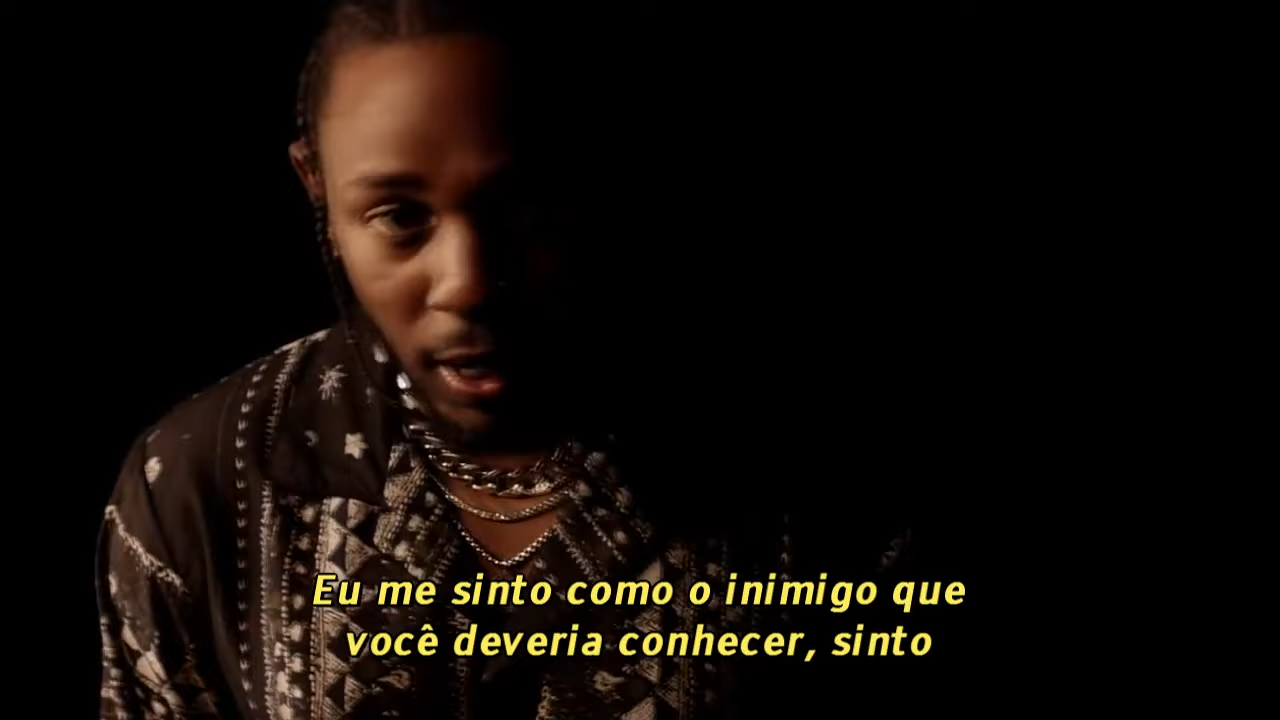 Eu me sinto como o inimigo que
você deveria conhecer, sinto